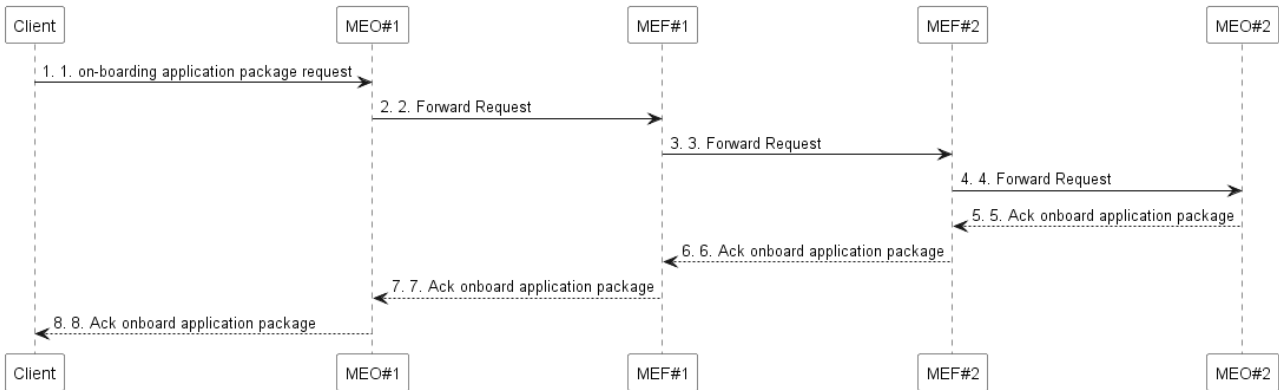 Client MEO#1 MEF#1 MEF#2 MEO#2
1. 1. on-boarding application package request
2. 2. Forward Request
3. 3. Forward Request
4. 4. Forward Request
5. 5. Ack onboard application package
6. 6. Ack onboard application package
7. 7. Ack onboard application package
8. 8. Ack onboard application package
Client MEO#1 MEF#1 MEF#2 MEO#2